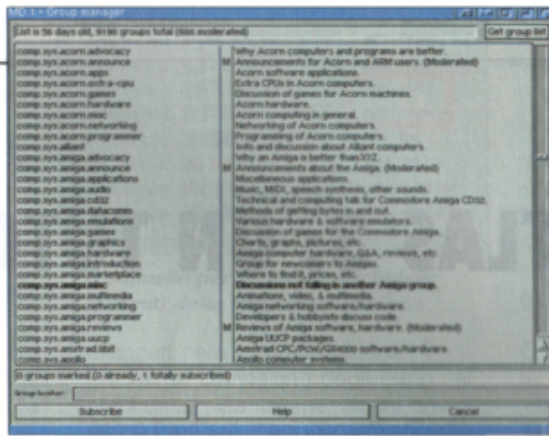 MD 1 • Group manager
List is 56 days old, 9198 groups total (666 moderated)
Get group list
comp.sys.acorn.advocacy Why Acorn computers and programs are better.
comp.sys.acorn.announce M Announcements for Acorn and ARM users. (Moderated)
comp.sys.acorn.apps Acorn software applications.
comp.sys.acorn.extra-cpu Extra CPUs in Acorn computers.
comp.sys.acorn.games Discussion of games for Acorn machines.
comp.sys.acorn.hardware Acorn hardware.
comp.sys.acorn.misc Acorn computing in general.
comp.sys.acorn.networking Networking of Acorn computers.
comp.sys.acorn.programmer Programming of Acorn computers.
comp.sys.alliant Info and discussion about Alliant computers.
comp.sys.amiga.advocacy Why an Amiga is better than XYZ.
comp.sys.amiga.announce M Announcements about the Amiga. (Moderated)
comp.sys.amiga.applications Miscellaneous applications.
comp.sys.amiga.audio Music, MIDI, speech synthesis, other sounds.
comp.sys.amiga.cd32 Technical and computing talk for Commodore Amiga CD32.
comp.sys.amiga.datacomm Methods of getting bytes in and out.
comp.sys.amiga.emulations Various hardware & software emulators.
comp.sys.amiga.games Discussion of games for the Commodore Amiga.
comp.sys.amiga.graphics Charts, graphs, pictures, etc.
comp.sys.amiga.hardware Amiga computer hardware, Q&A, reviews, etc
comp.sys.amiga.introduction Group for newcomers to Amigas.
comp.sys.amiga.marketplace Where to find it, prices, etc.
comp.sys.amiga.misc Discussions not falling in another Amiga group.
comp.sys.amiga.multimedia Animations, video, & multimedia.
comp.sys.amiga.networking Amiga networking software/hardware.
comp.sys.amiga.programmer Developers & hobbyists discuss code.
comp.sys.amiga.reviews M Reviews of Amiga software, hardware. (Moderated)
comp.sys.amiga.uucp Amiga UUCP packages.
comp.sys.amstrad.8bit Amstrad CPC/PcW/GX4000 software/hardware.
comp.sys.apollo Apollo computer systems.
0 groups marked (0 already, 1 totally subscribed)
Group locator:
Subscribe Help Cancel